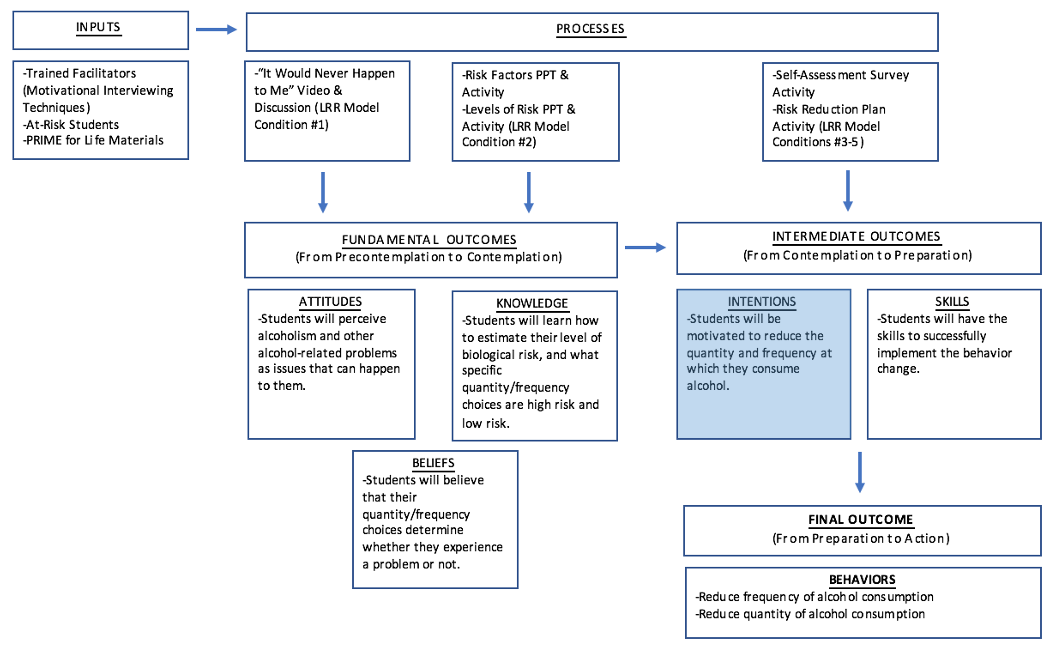 INPUTS
PROCESSES
-Trained Facilitators
(Motivational Interviewing
Techniques)
-At-Risk Students
-PRIME for Life Materials
-"It Would Never Happen
to Me" Video &
Discussion (LRR Model
Condition #1)
-Risk Factors PPT &
Activity
-Levels of Risk PPT &
Activity (LRR Model
Condition #2)
-Self-Assessment Survey
Activity
-Risk Reduction Plan
Activity (LRR Model
Conditions #3-5)
FUNDAMENTAL OUTCOMES
(From Precontemplation to Contemplation)
INTERMEDIATE OUTCOMES
(From Contemplation to Preparation)
ATTITUDES
-Students will perceive
alcoholism and other
alcohol-related problems
as issues that can happen
to them.
KNOWLEDGE
-Students will learn how
to estimate their level of
biological risk, and what
specific
quantity/frequency
choices are high risk and
low risk.
INTENTIONS
-Students will be
motivated to reduce the
quantity and frequency at
which they consume
alcohol.
SKILLS
-Students will have the
skills to successfully
implement the behavior
change.
BELIEFS
-Students will believe
that their
quantity/frequency
choices determine
whether they experience
a problem or not.
FINAL OUTCOME
(From Preparation to Action)
BEHAVIORS
-Reduce frequency of alcohol consumption
-Reduce quantity of alcohol consumption